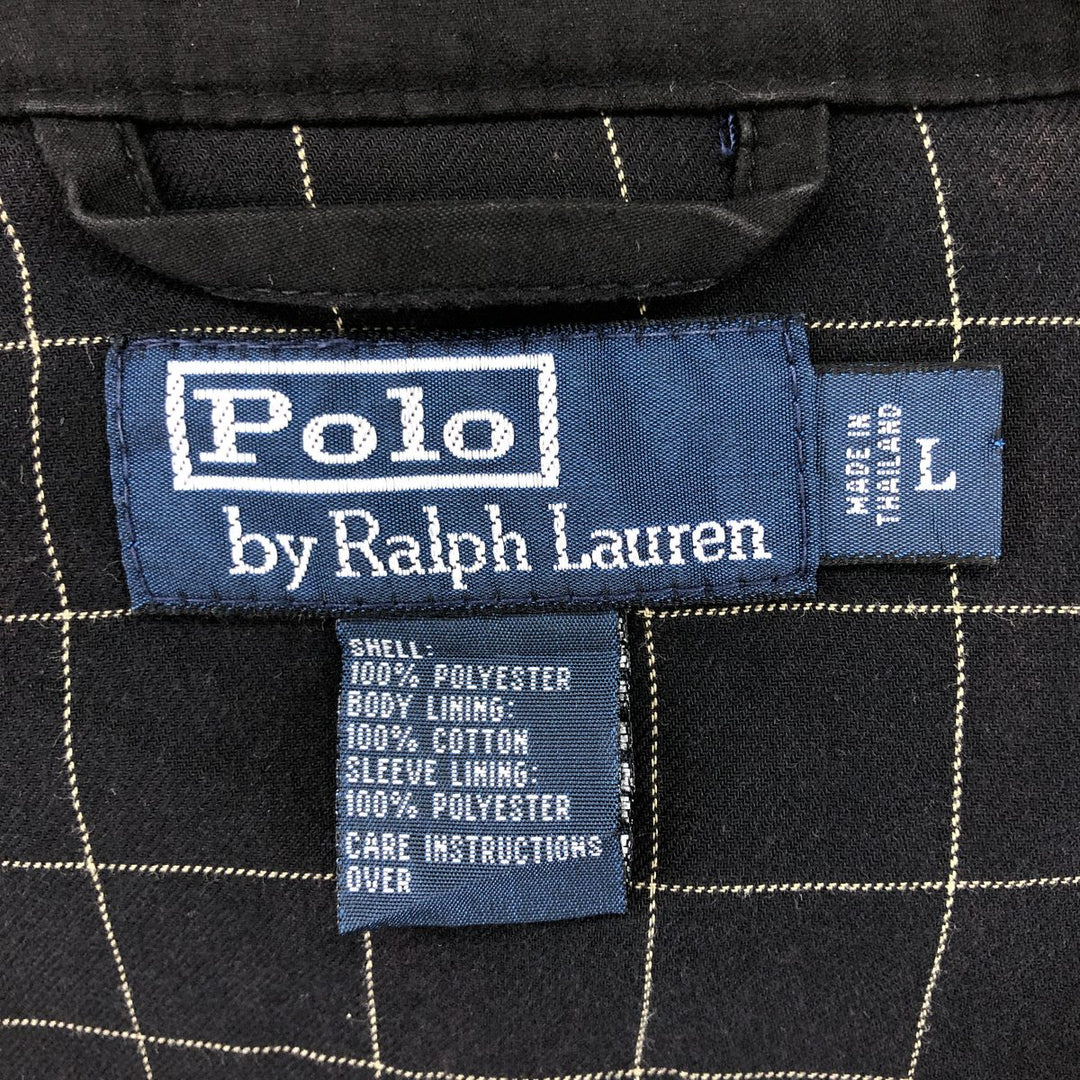 Polo
by Ralph Lauren
MADE IN
THAILAND
L
SHELL:
100% POLYESTER
BODY LINING:
100% COTTON
SLEEVE LINING:
100% POLYESTER
CARE INSTRUCTIONS
OVER